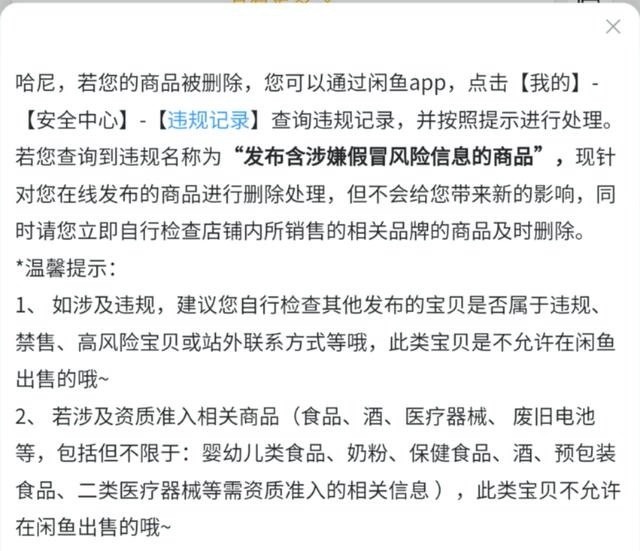 哈尼，若您的商品被删除，您可以通过闲鱼app，点击【我的】-
【安全中心】-【违规记录】查询违规记录，并按照提示进行处理。
若您查询到违规名称为“发布含涉嫌假冒风险信息的商品”，现针
对您在线发布的商品进行删除处理，但不会给您带来新的影响，同
时请您立即自行检查店铺内所销售的相关品牌的商品及时删除。
*温馨提示：
1、 如涉及违规，建议您自行检查其他发布的宝贝是否属于违规、
禁售、高风险宝贝或站外联系方式等哦，此类宝贝是不允许在闲鱼
出售的哦~
2、 若涉及资质准入相关商品（食品、酒、医疗器械、 废旧电池
等，包括但不限于：婴幼儿类食品、奶粉、保健食品、酒、预包装
食品、二类医疗器械等需资质准入的相关信息 ），此类宝贝不允许
在闲鱼出售的哦~